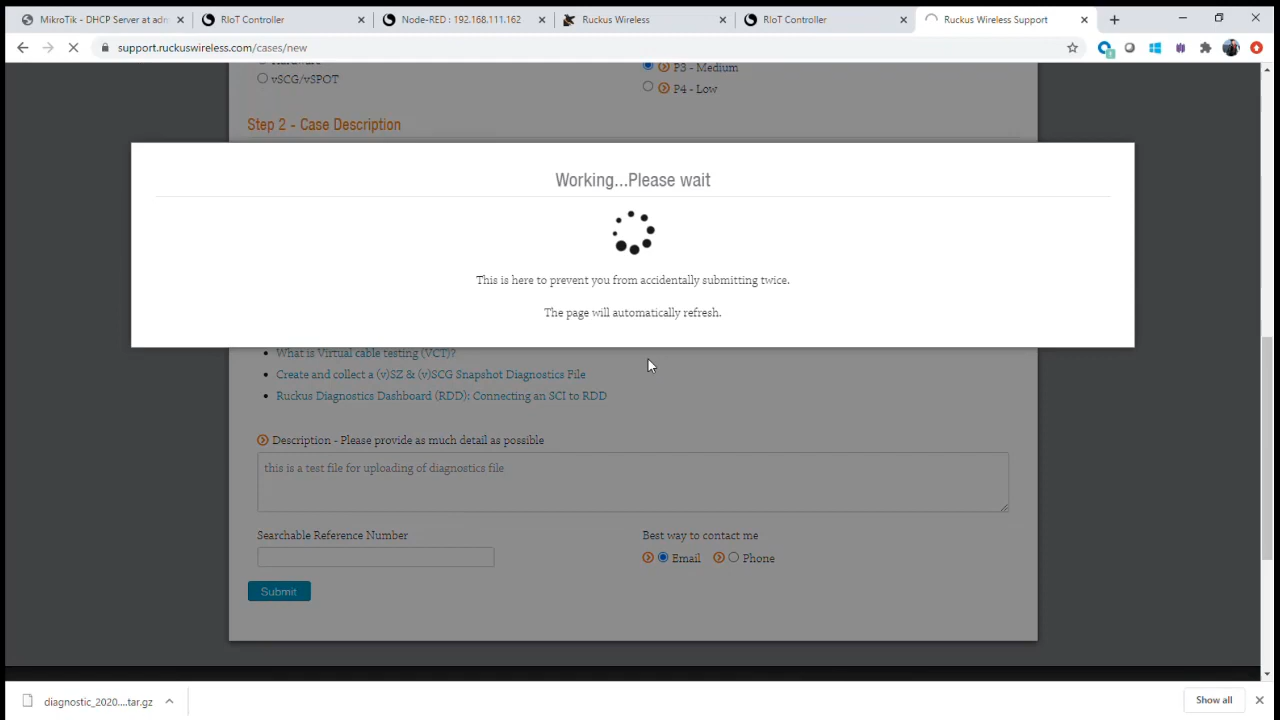 MikroTik - DHCP Server at adm
RIoT Controller
Node-RED : 192.168.111.162
Ruckus Wireless
RIoT Controller
Ruckus Wireless Support
support.ruckuswireless.com/cases/new
P3 - Medium
vSCG/vSPOT
P4 - Low
Step 2 - Case Description
Working...Please wait
This is here to prevent you from accidentally submitting twice.
The page will automatically refresh.
What is Virtual cable testing (VCT)?
Create and collect a (v)SZ & (v)SCG Snapshot Diagnostics File
Ruckus Diagnostics Dashboard (RDD): Connecting an SCI to RDD
Description - Please provide as much detail as possible
this is a test file for uploading of diagnostics file
Searchable Reference Number
Best way to contact me
Email Phone
Submit
diagnostic_2020....tar.gz
Show all